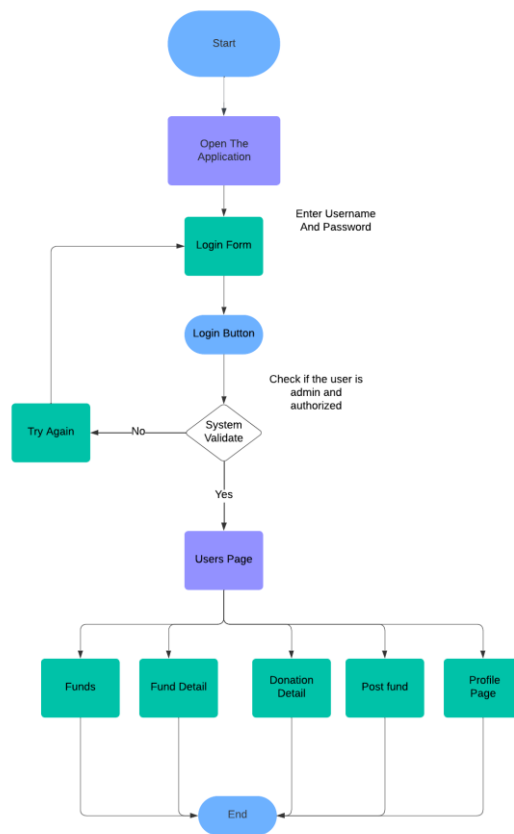 Start
Open The
Application
Enter Username
And Password
Login Form
Login Button
Check if the user is
admin and
authorized
System
Validate
No
Try Again
Yes
Users Page
Funds
Fund Detail
Donation
Detail
Post fund
Profile
Page
End